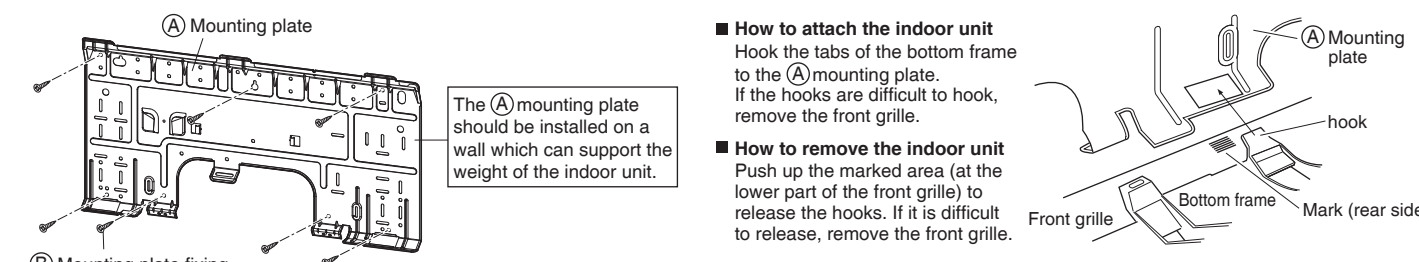 Ⓐ Mounting plate
The Ⓐ mounting plate
should be installed on a
wall which can support the
weight of the indoor unit.
Ⓑ Mounting plate fixing
■ How to attach the indoor unit
Hook the tabs of the bottom frame
to the Ⓐ mounting plate.
If the hooks are difficult to hook,
remove the front grille.
■ How to remove the indoor unit
Push up the marked area (at the
lower part of the front grille) to
release the hooks. If it is difficult
to release, remove the front grille.
Ⓐ Mounting
plate
hook
Bottom frame
Mark (rear side
Front grille